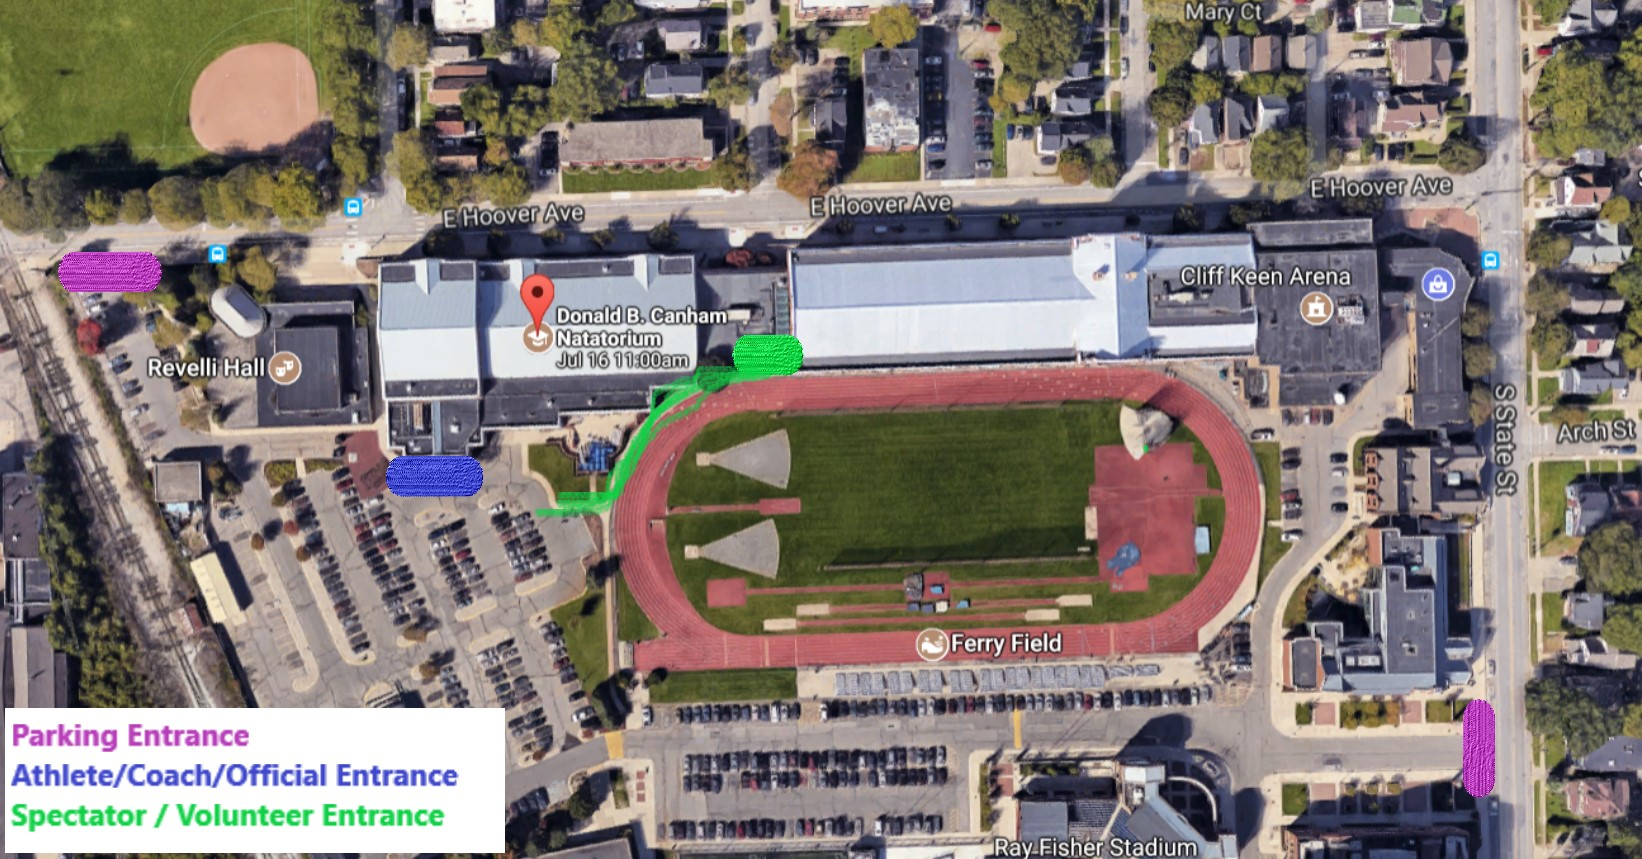 Mary Ct
E Hoover Ave
E Hoover Ave
E Hoover Ave
Cliff Keen Arena
Donald B. Canham
Natatorium
Jul 16 11:00am
Revelli Hall
S State St
Arch St
Ferry Field
Parking Entrance
Athlete/Coach/Official Entrance
Spectator / Volunteer Entrance
Ray Fisher Stadium